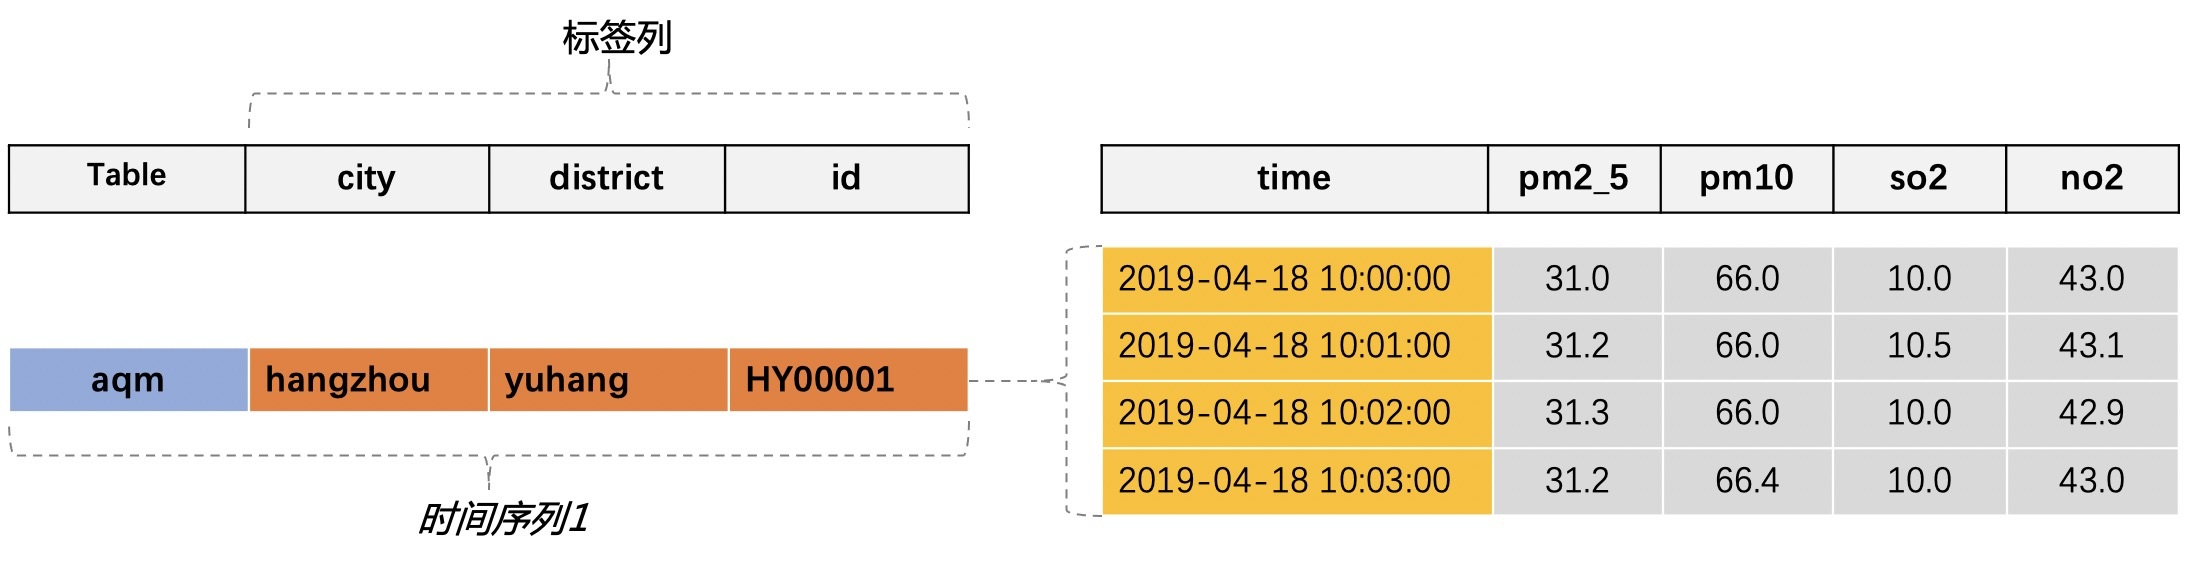 标签列
Table city district id time pm2_5 pm10 so2 no2
2019-04-18 10:00:00 31.0 66.0 10.0 43.0
2019-04-18 10:01:00 31.2 66.0 10.5 43.1
aqm hangzhou yuhang HY00001
2019-04-18 10:02:00 31.3 66.0 10.0 42.9
2019-04-18 10:03:00 31.2 66.4 10.0 43.0
时间序列1